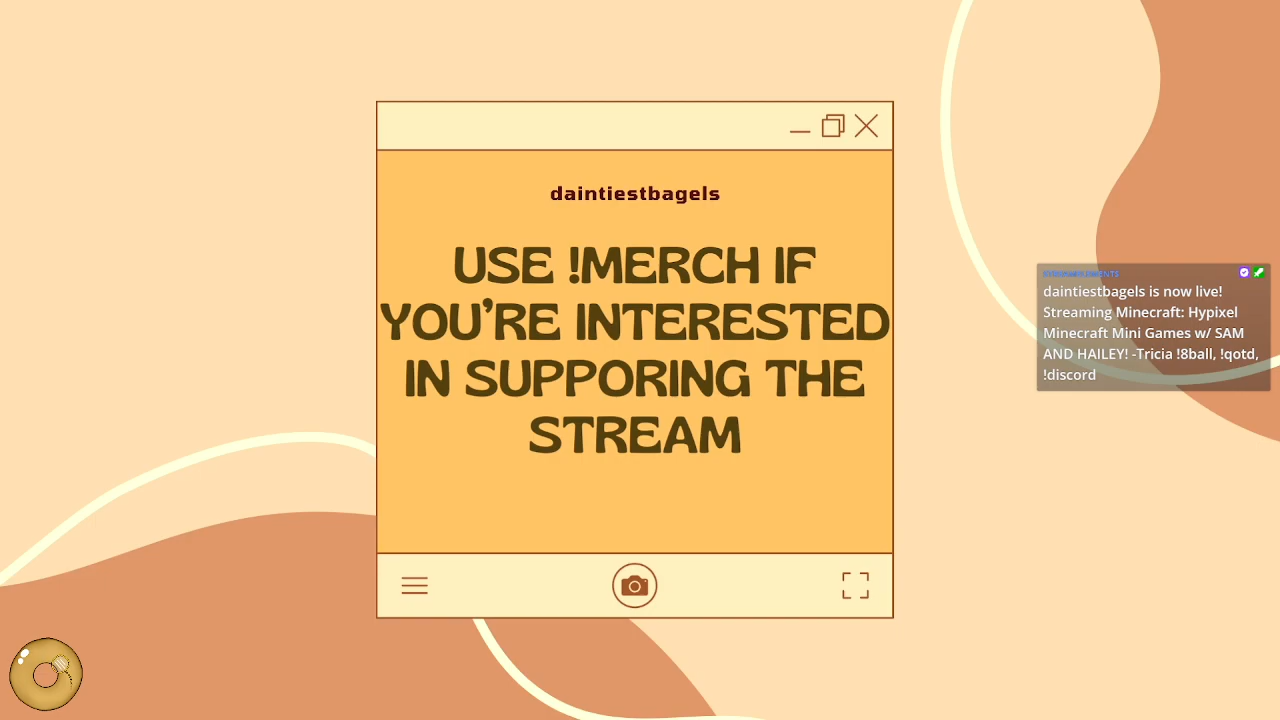 daintiestbagels
USE !MERCH IF
YOU'RE INTERESTED
IN SUPPORING THE
STREAM
daintiestbagels is now live!
Streaming Minecraft: Hypixel
Minecraft Mini Games w/ SAM
AND HAILEY! -Tricia !8ball, !qotd,
!discord